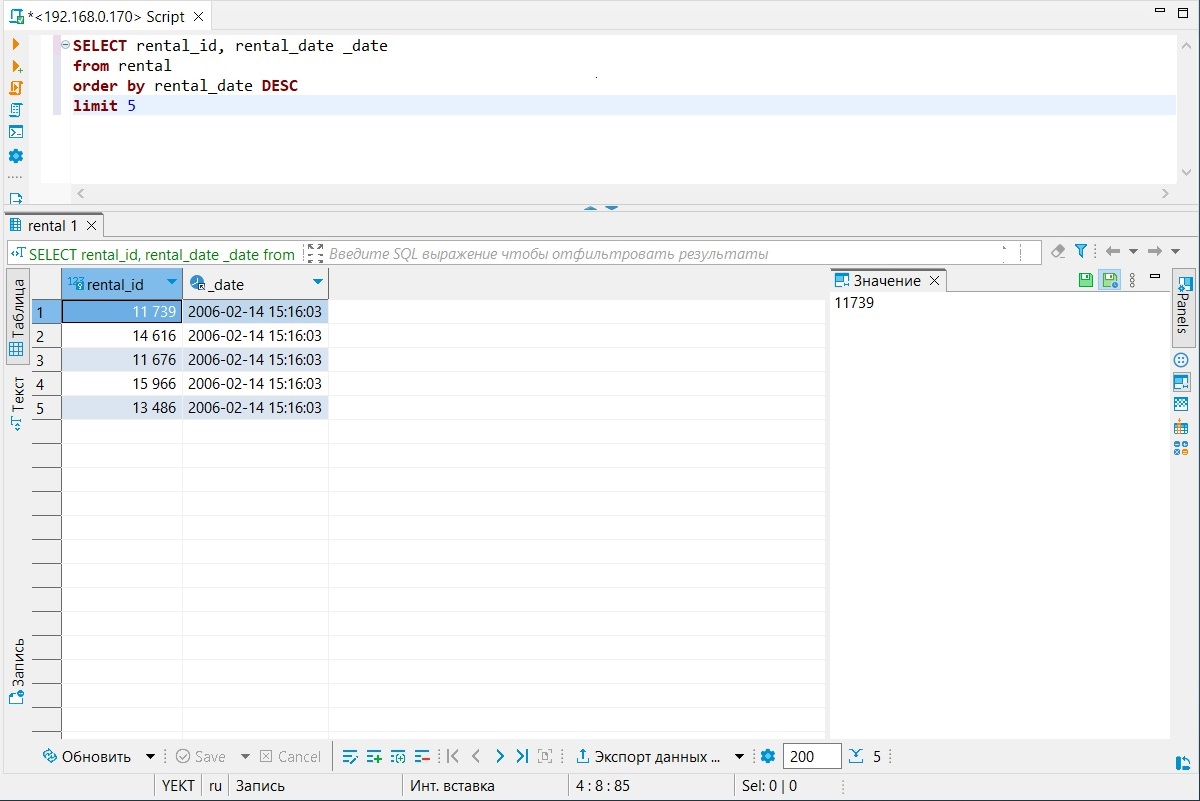 *<192.168.0.170> Script
SELECT rental_id, rental_date _date
from rental
order by rental_date DESC
limit 5
rental 1
SELECT rental_id, rental_date _date from
Введите SQL выражение чтобы отфильтровать результаты
Таблица
Текст
Запись
123 rental_id _date
1 11 739 2006-02-14 15:16:03
2 14 616 2006-02-14 15:16:03
3 11 676 2006-02-14 15:16:03
4 15 966 2006-02-14 15:16:03
5 13 486 2006-02-14 15:16:03
Значение
11739
Panels
Обновить Save Cancel Экспорт данных ... 200 5
YEKT ru Запись Инт. вставка 4 : 8 : 85 Sel: 0 | 0